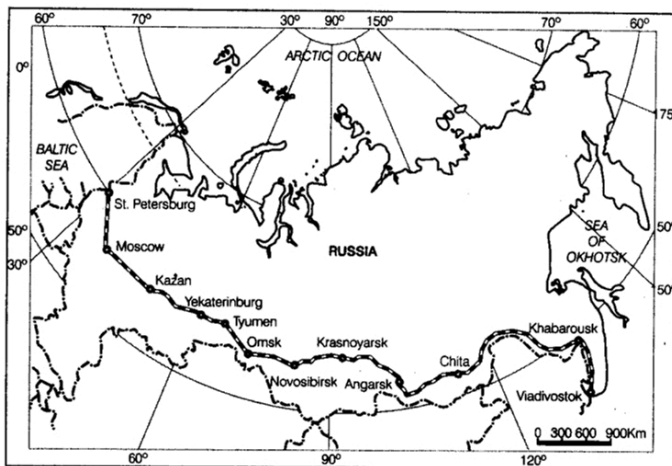 60° 70° 30° 90° 150° 70° 60°
ARCTIC OCEAN
0°
175
BALTIC
SEA
St. Petersburg
SEA
OF
OKHOTSK
50°
50°
Moscow
RUSSIA
30°
Kazan
50°
Yekaterinburg
Tyumen
Omsk
Krasnoyarsk
Khabarousk
Chita
Novosibirsk
Angarsk
Viadivostok
0 300 600 900Km
60° 90° 120°